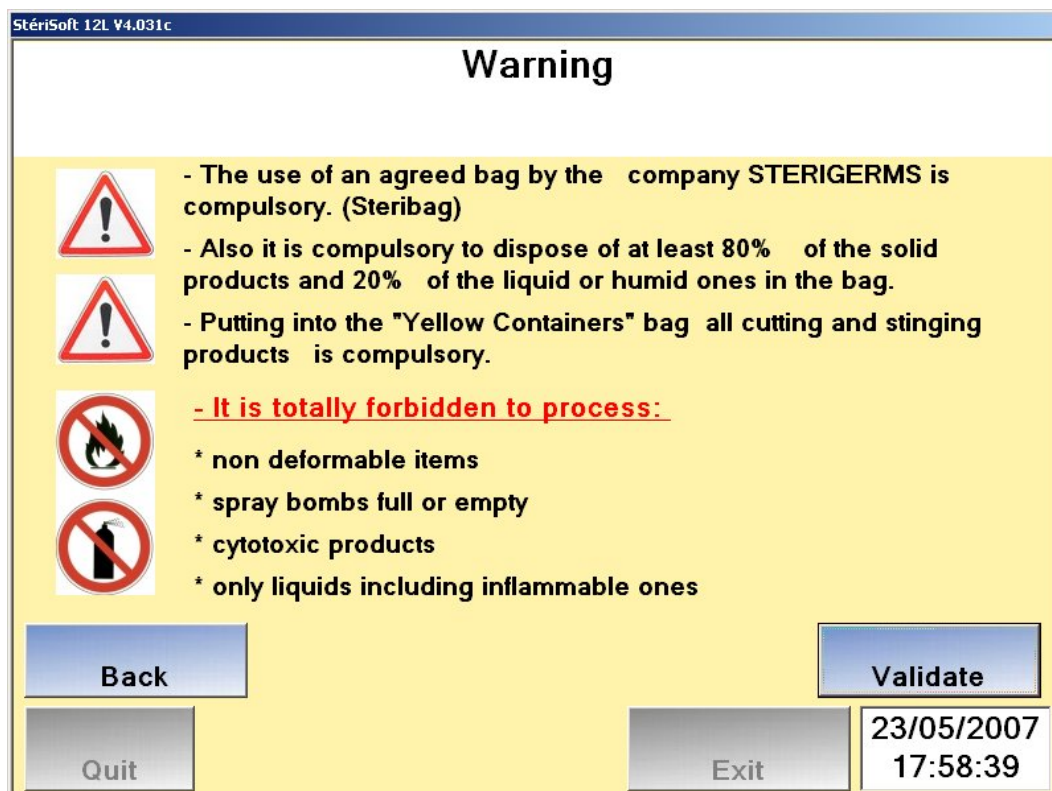 StériSoft 12L V4.031c
Warning
- The use of an agreed bag by the company STERIGERMS is
compulsory. (Steribag)
- Also it is compulsory to dispose of at least 80% of the solid
products and 20% of the liquid or humid ones in the bag.
- Putting into the "Yellow Containers" bag all cutting and stinging
products is compulsory.
- It is totally forbidden to process:
* non deformable items
* spray bombs full or empty
* cytotoxic products
* only liquids including inflammable ones
Back
Validate
Quit
Exit
23/05/2007
17:58:39